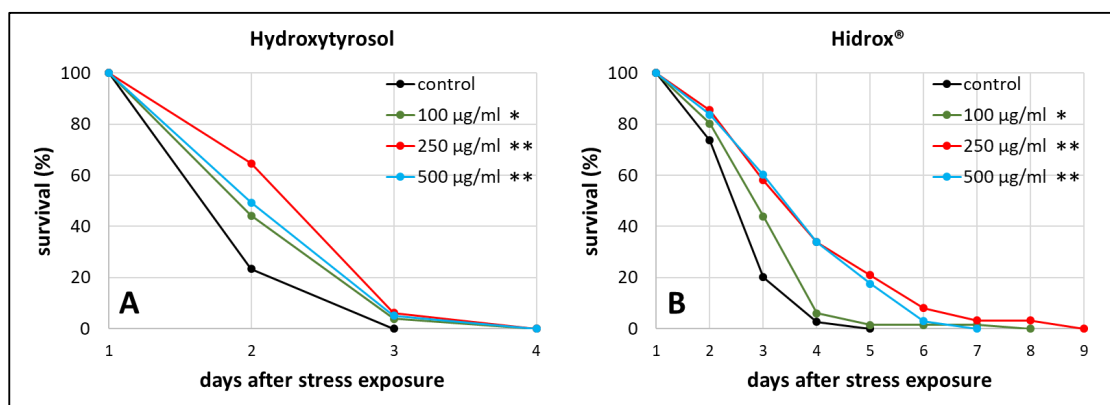 Hydroxytyrosol
100
80
60
40
20
0
survival (%)
control
100 µg/ml *
250 µg/ml **
500 µg/ml **
A
1 2 3 4
days after stress exposure
Hidrox®
100
80
60
40
20
0
survival (%)
control
100 µg/ml *
250 µg/ml **
500 µg/ml **
B
1 2 3 4 5 6 7 8 9
days after stress exposure